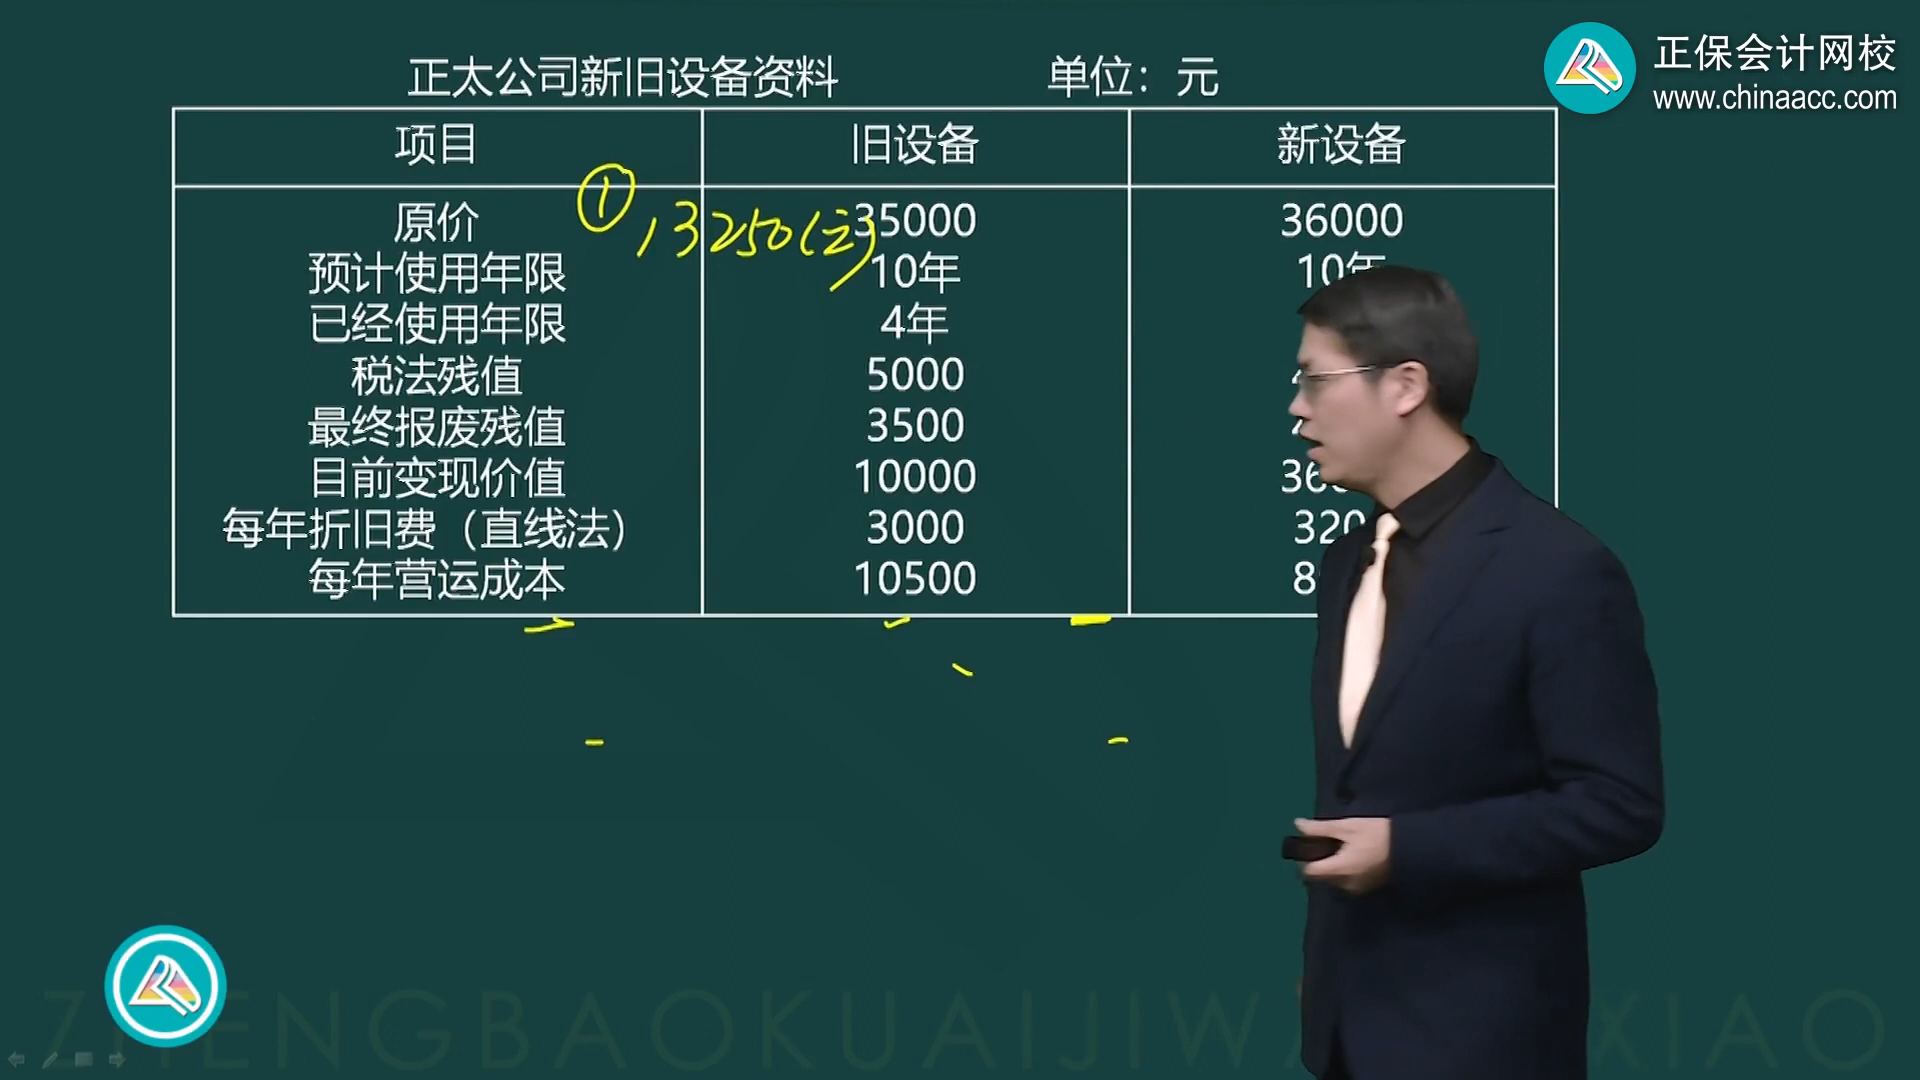 正保会计网校
www.chinaacc.com
正太公司新旧设备资料 单位：元
项目 旧设备 新设备
原价 35000 36000
① 13250(元)
预计使用年限 10年 10年
已经使用年限 4年
税法残值 5000
最终报废残值 3500
目前变现价值 10000
每年折旧费（直线法） 3000
每年营运成本 10500